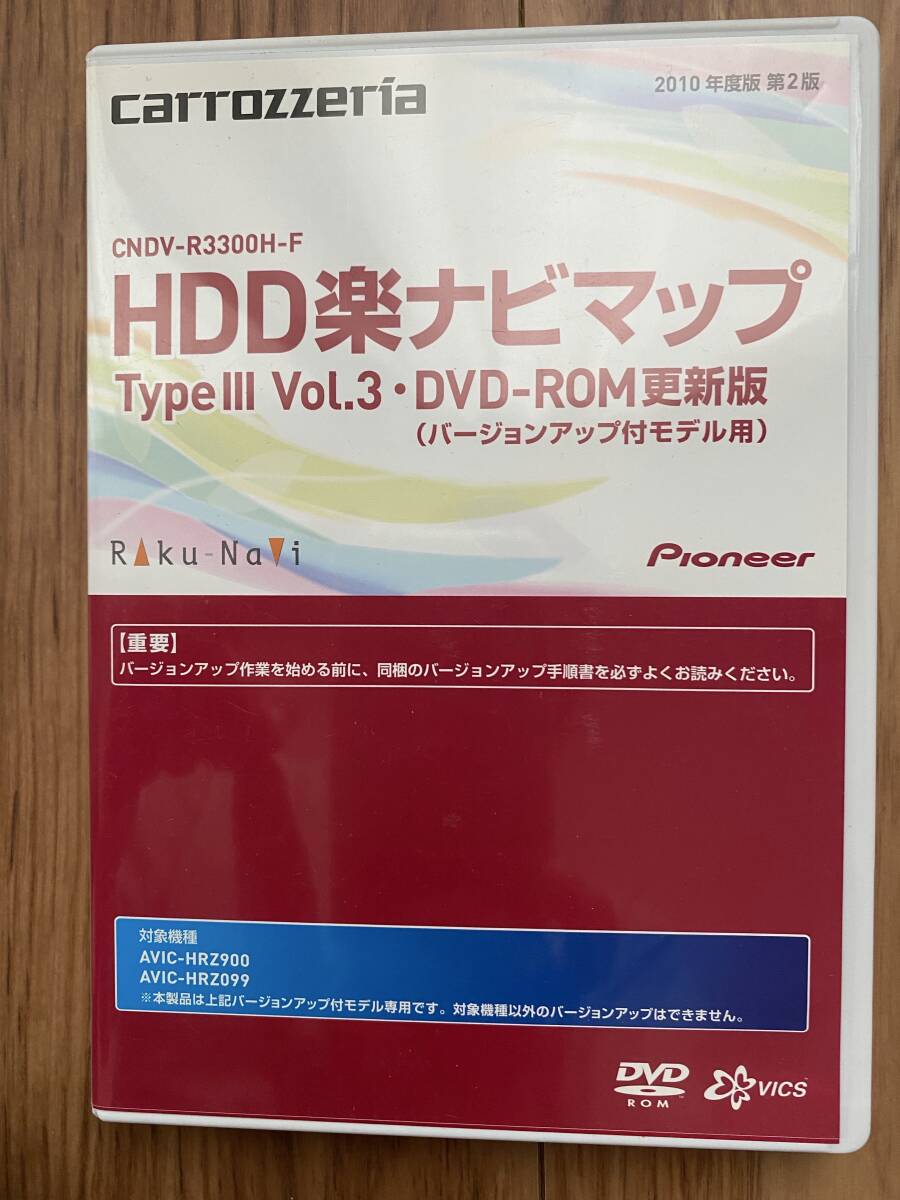 carrozzeria
2010 年度版 第2版
CNDV-R3300H-F
HDD楽ナビマップ
TypeIII Vol.3・DVD-ROM更新版
(バージョンアップ付モデル用)
Raku-Navi
Pioneer
【重要】
バージョンアップ作業を始める前に、同梱のバージョンアップ手順書を必ずよくお読みください。
対象機種
AVIC-HRZ900
AVIC-HRZ099
※本製品は上記バージョンアップ付モデル専用です。対象機種以外のバージョンアップはできません。
DVD
ROM
VICS